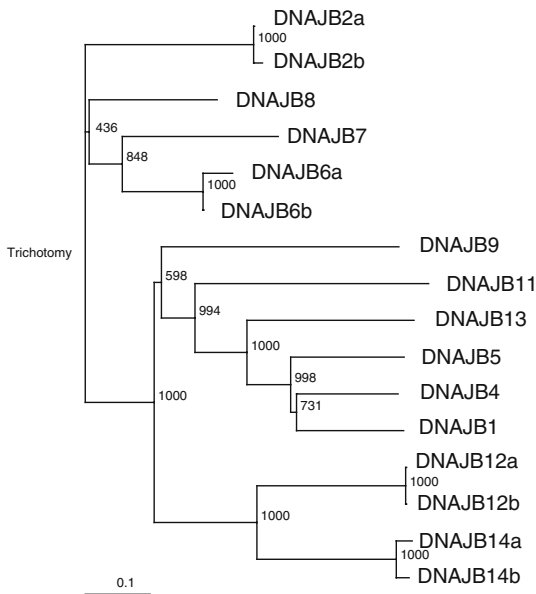 DNAJB2a
1000
DNAJB2b
DNAJB8
436
DNAJB7
848
DNAJB6a
1000
DNAJB6b
Trichotomy
DNAJB9
598
DNAJB11
994
DNAJB13
1000
DNAJB5
998
DNAJB4
731
1000
DNAJB1
DNAJB12a
1000
DNAJB12b
1000
DNAJB14a
1000
DNAJB14b
0.1